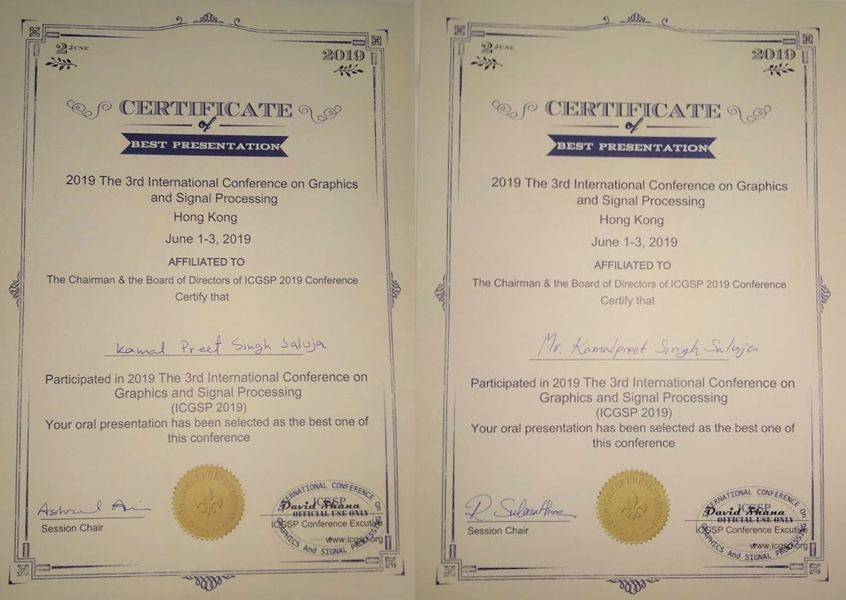 2 JUNE
2019
CERTIFICATE
of
BEST PRESENTATION
2019 The 3rd International Conference on Graphics
and Signal Processing
Hong Kong
June 1-3, 2019
AFFILIATED TO
The Chairman & the Board of Directors of ICGSP 2019 Conference
Certify that
Kamal Preet Singh Saluja
Participated in 2019 The 3rd International Conference on
Graphics and Signal Processing
(ICGSP 2019)
Your oral presentation has been selected as the best one of
this conference
Session Chair
INTERNATIONAL CONFERENCE on
GRAPHICS And SIGNAL PROCESSING
ICGSP
David
OFFICIAL USE ONLY
ICGSP Conference Excutive
www.icgsp.org
2 JUNE
2019
CERTIFICATE
of
BEST PRESENTATION
2019 The 3rd International Conference on Graphics
and Signal Processing
Hong Kong
June 1-3, 2019
AFFILIATED TO
The Chairman & the Board of Directors of ICGSP 2019 Conference
Certify that
Mr. Kamalpreet Singh Saluja
Participated in 2019 The 3rd International Conference on
Graphics and Signal Processing
(ICGSP 2019)
Your oral presentation has been selected as the best one of
this conference
Session Chair
INTERNATIONAL CONFERENCE on
GRAPHICS And SIGNAL PROCESSING
ICGSP
David
OFFICIAL USE ONLY
ICGSP Conference Excutive
www.icgsp.org